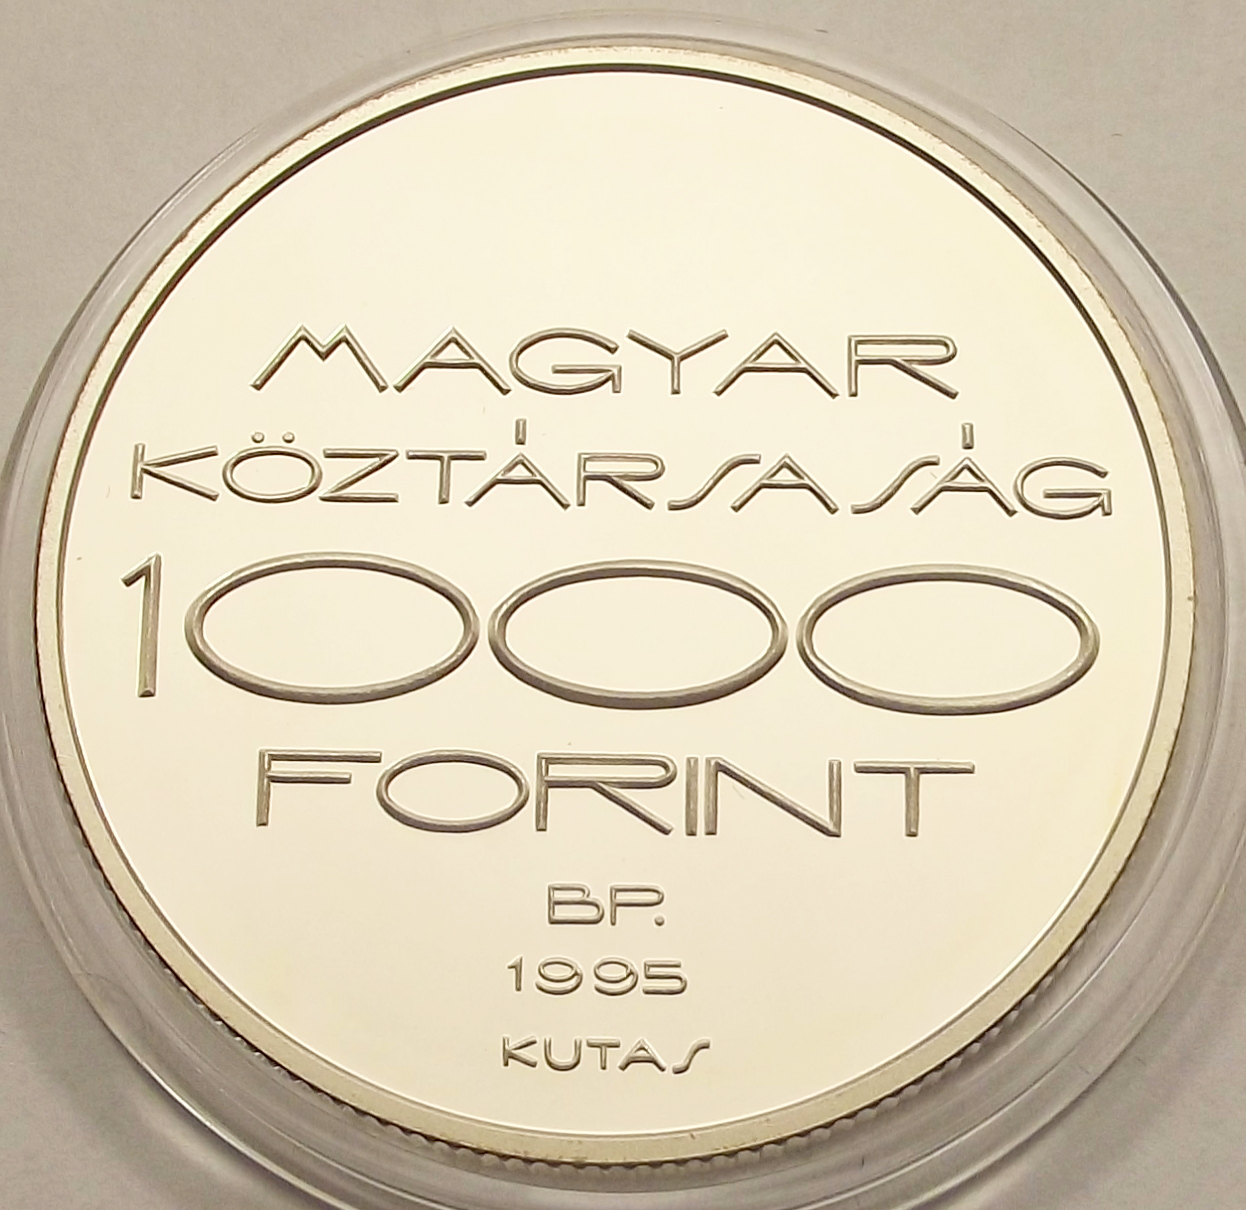 MAGYAR
KÖZTÁRSASÁG
1000
FORINT
BP.
1995
KUTAS